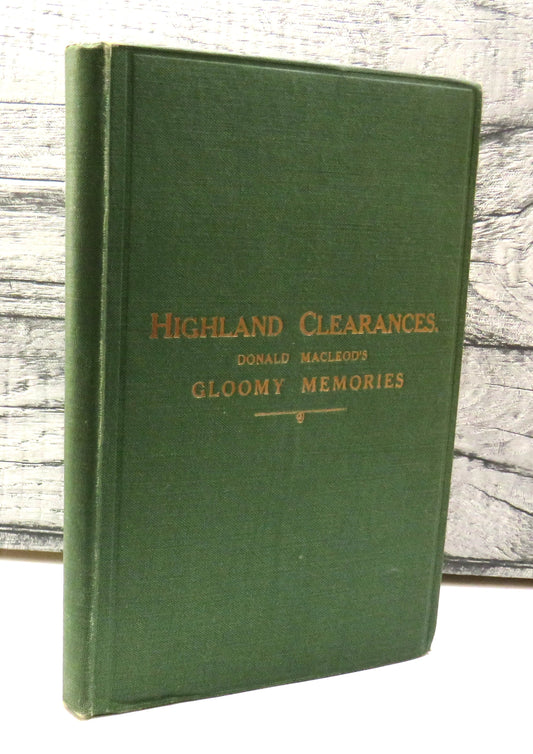 HIGHLAND CLEARANCES.
DONALD MACLEOD'S
GLOOMY MEMORIES